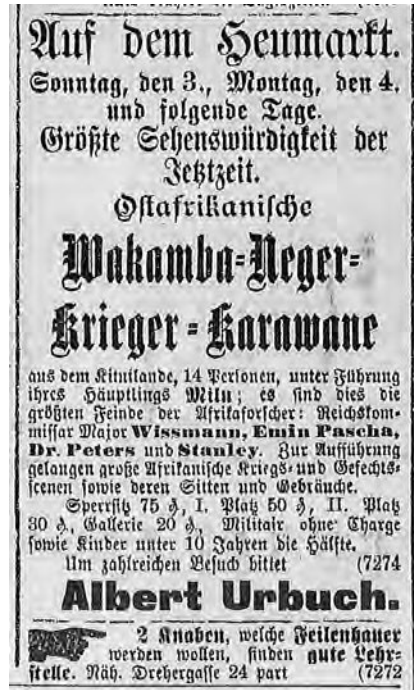 Auf dem Heumarkt.
Sonntag, den 3., Montag, den 4.
und folgende Tage.
Größte Sehenswürdigkeit der
Jetztzeit.
Ostafrikanische
Wakamba-Neger-
Krieger-Karawane
aus dem Kituilande, 14 Personen, unter Führung
ihres Häuptlings Milu; es sind dies die
größten Feinde der Afrikaforscher: Reichskom-
missar Major Wissmann, Emin Pascha,
Dr. Peters und Stanley. Zur Aufführung
gelangen große Afrikanische Kriegs- und Gefechts-
scenen sowie deren Sitten und Gebräuche.
Sperrsitz 75 ₰, I. Platz 50 ₰, II. Platz
30 ₰, Gallerie 20 ₰, Militair ohne Charge
sowie Kinder unter 10 Jahren die Hälfte.
Um zahlreichen Besuch bittet (7274
Albert Urbuch.
2 Knaben, welche Feilenhauer
werden wollen, finden gute Lehr-
stelle. Näh. Drehergasse 24 part (7272